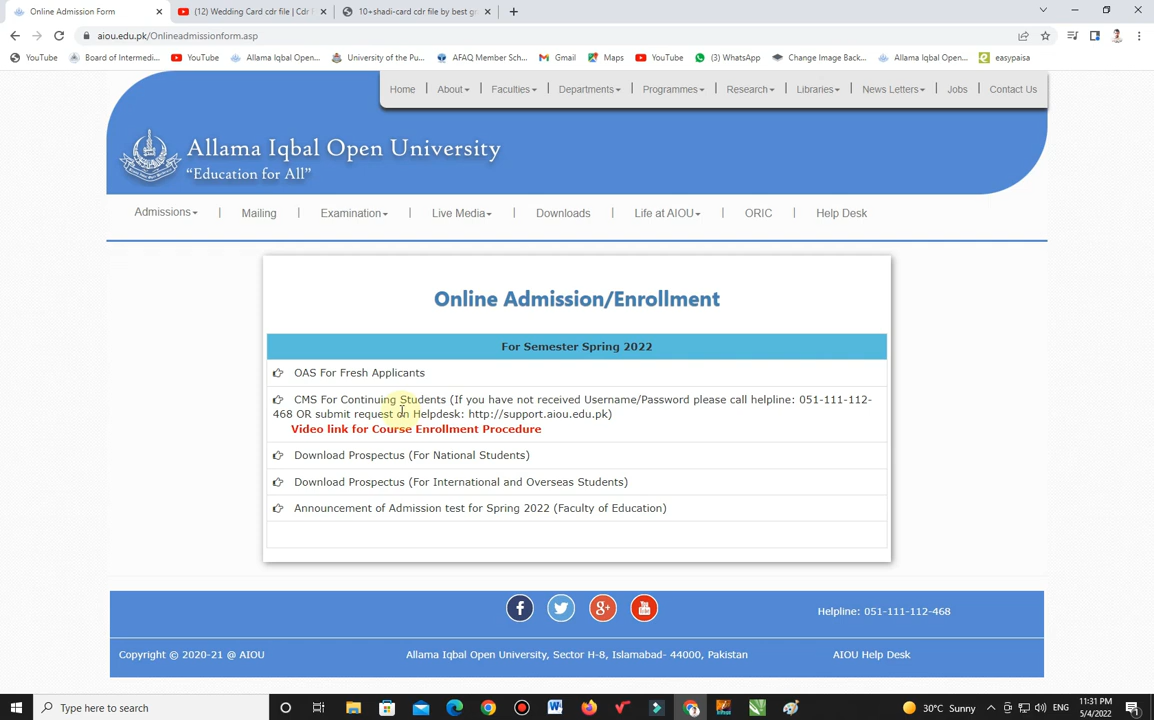 Online Admission Form
(12) Wedding Card cdr file | Cdr
10+shadi-card cdr file by best gr
aiou.edu.pk/Onlineadmissionform.asp
YouTube
Board of Intermedi...
YouTube
Allama Iqbal Open...
University of the Pu...
AFAQ Member Sch...
Gmail
Maps
YouTube
(3) WhatsApp
Change Image Back...
Allama Iqbal Open...
easypaisa
Home
About
Faculties
Departments
Programmes
Research
Libraries
News Letters
Jobs
Contact Us
Allama Iqbal Open University
“Education for All”
Admissions
Mailing
Examination
Live Media
Downloads
Life at AIOU
ORIC
Help Desk
Online Admission/Enrollment
For Semester Spring 2022
OAS For Fresh Applicants
CMS For Continuing Students (If you have not received Username/Password please call helpline: 051-111-112-
468 OR submit request on Helpdesk: http://support.aiou.edu.pk)
Video link for Course Enrollment Procedure
Download Prospectus (For National Students)
Download Prospectus (For International and Overseas Students)
Announcement of Admission test for Spring 2022 (Faculty of Education)
Helpline: 051-111-112-468
Copyright © 2020-21 @ AIOU
Allama Iqbal Open University, Sector H-8, Islamabad- 44000, Pakistan
AIOU Help Desk
Type here to search
30°C Sunny
ENG
11:31 PM
5/4/2022